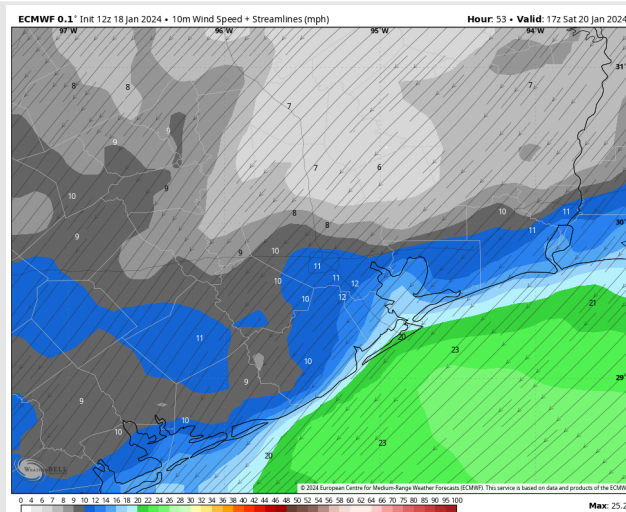 ECMWF 0.1° Init 12z 18 Jan 2024 • 10m Wind Speed + Streamlines (mph) Hour: 53 • Valid: 17z Sat 20 Jan 2024
97°W 96°W 95°W 94°W
31°
8 8 7 7
9 9
7 6
9
10 10 11 30°
8
9 8 11
9 10
11
10 11 12
10 12 21
11 20
23
10 29°
9
9
10
10
23
20
WeatherBELL
© 2024 European Centre for Medium-Range Weather Forecasts (ECMWF). This service is based on data and products of the ECMW
0 4 6 7 8 9 10 12 14 16 18 20 22 24 26 28 30 32 34 36 38 40 42 44 46 48 50 52 54 56 58 60 62 64 66 70 75 80 85 90 95 100
Max: 25.2